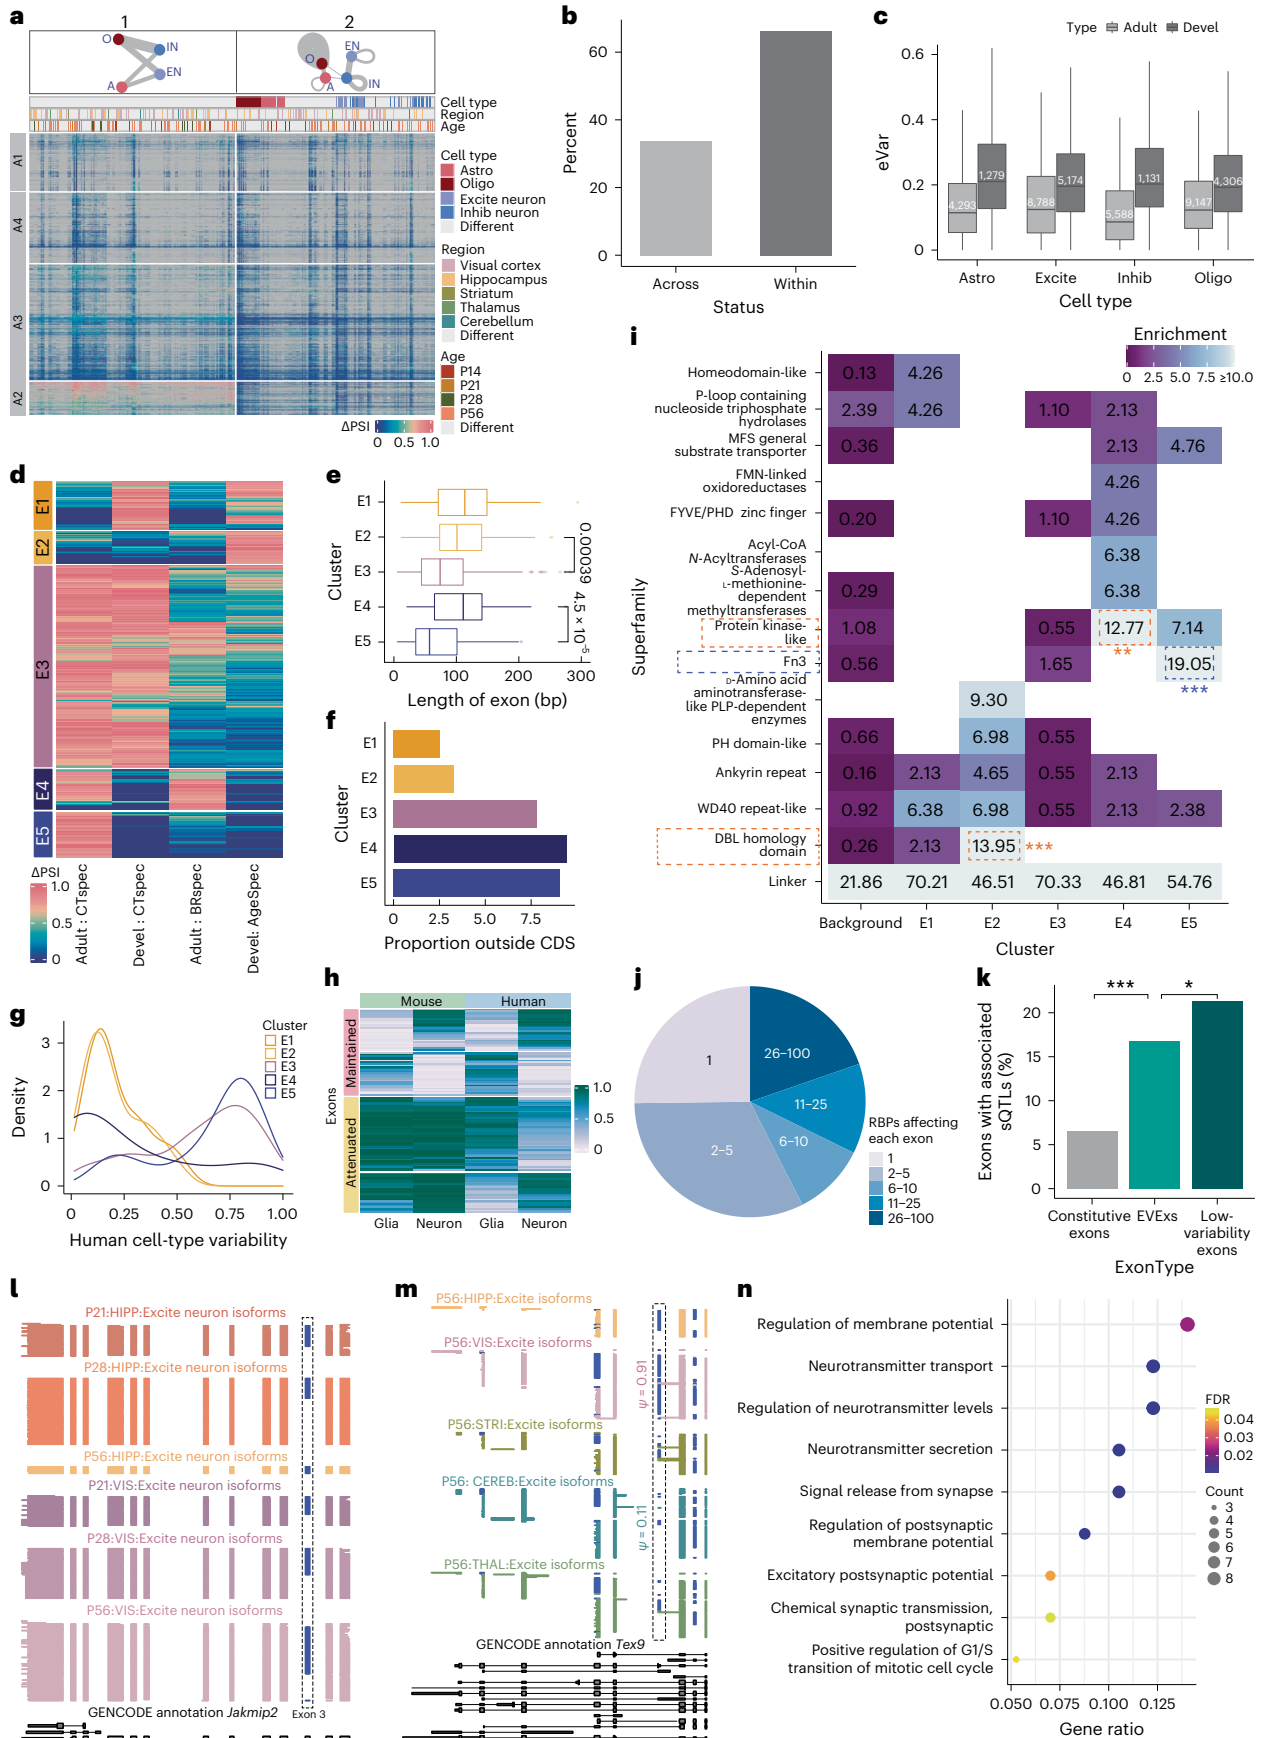 a
1
2
O
IN
EN
A
EN
O
A
IN
Cell type
Region
Age
A1
A4
A3
A2
Cell type
Astro
Oligo
Excite neuron
Inhib neuron
Different
Region
Visual cortex
Hippocampus
Striatum
Thalamus
Cerebellum
Different
Age
P14
P21
P28
P56
Different
ΔPSI
0 0.5 1.0
b
Percent
60
40
20
0
Across Within
Status
c
Type Adult Devel
eVar
0.6
0.4
0.2
0
4,293
1,279
8,788
5,174
5,588
1,131
9,147
4,306
Astro Excite Inhib Oligo
Cell type
d
E1
E2
E3
E4
E5
ΔPSI
1.0
0.5
0
Adult : CTspec
Devel : CTspec
Adult : BRspec
Devel: AgeSpec
e
Cluster
E1
E2
E3
E4
E5
0.00039
4.5 × 10⁻⁵
0 100 200 300
Length of exon (bp)
f
Cluster
E1
E2
E3
E4
E5
0 2.5 5.0 7.5
Proportion outside CDS
g
Density
3
2
1
0
0 0.25 0.50 0.75 1.00
Human cell-type variability
Cluster
E1
E2
E3
E4
E5
h
Mouse Human
Exons
Maintained
Attenuated
1.0
0.5
0
Glia Neuron Glia Neuron
i
Enrichment
0 2.5 5.0 7.5 ≥10.0
Superfamily
Homeodomain-like
0.13 4.26
P-loop containing
nucleoside triphosphate
hydrolases
2.39 4.26 1.10 2.13
MFS general
substrate transporter
0.36 2.13 4.76
FMN-linked
oxidoreductases
4.26
FYVE/PHD zinc finger
0.20 1.10 4.26
Acyl-CoA
N-Acyltransferases
6.38
S-Adenosyl-
L-methionine-
dependent
methyltransferases
0.29 6.38
Protein kinase-
like
1.08 0.55 12.77 7.14
**
Fn3
0.56 1.65 19.05
***
D-Amino acid
aminotransferase-
like PLP-dependent
enzymes
9.30
PH domain-like
0.66 6.98 0.55
Ankyrin repeat
0.16 2.13 4.65 0.55 2.13
WD40 repeat-like
0.92 6.38 6.98 0.55 2.13 2.38
DBL homology
domain
0.26 2.13 13.95 ***
Linker
21.86 70.21 46.51 70.33 46.81 54.76
Background E1 E2 E3 E4 E5
Cluster
j
1
26–100
11–25
6–10
2–5
RBPs affecting
each exon
1
2–5
6–10
11–25
26–100
k
Exons with associated
sQTLs (%)
20
15
10
5
0
*** *
Constitutive
exons
EVExs
Low-
variability
exons
ExonType
l
P21:HIPP:Excite neuron isoforms
P28:HIPP:Excite neuron isoforms
P56:HIPP:Excite neuron isoforms
P21:VIS:Excite neuron isoforms
P28:VIS:Excite neuron isoforms
P56:VIS:Excite neuron isoforms
GENCODE annotation Jakmip2
Exon 3
m
P56:HIPP:Excite isoforms
P56:VIS:Excite isoforms
ψ = 0.91
P56:STRI:Excite isoforms
P56: CEREB:Excite isoforms
ψ = 0.11
P56:THAL:Excite isoforms
GENCODE annotation Tex9
n
Regulation of membrane potential
Neurotransmitter transport
Regulation of neurotransmitter levels
Neurotransmitter secretion
Signal release from synapse
Regulation of postsynaptic
membrane potential
Excitatory postsynaptic potential
Chemical synaptic transmission,
postsynaptic
Positive regulation of G1/S
transition of mitotic cell cycle
0.050 0.075 0.100 0.125
Gene ratio
FDR
0.04
0.03
0.02
Count
3
4
5
6
7
8